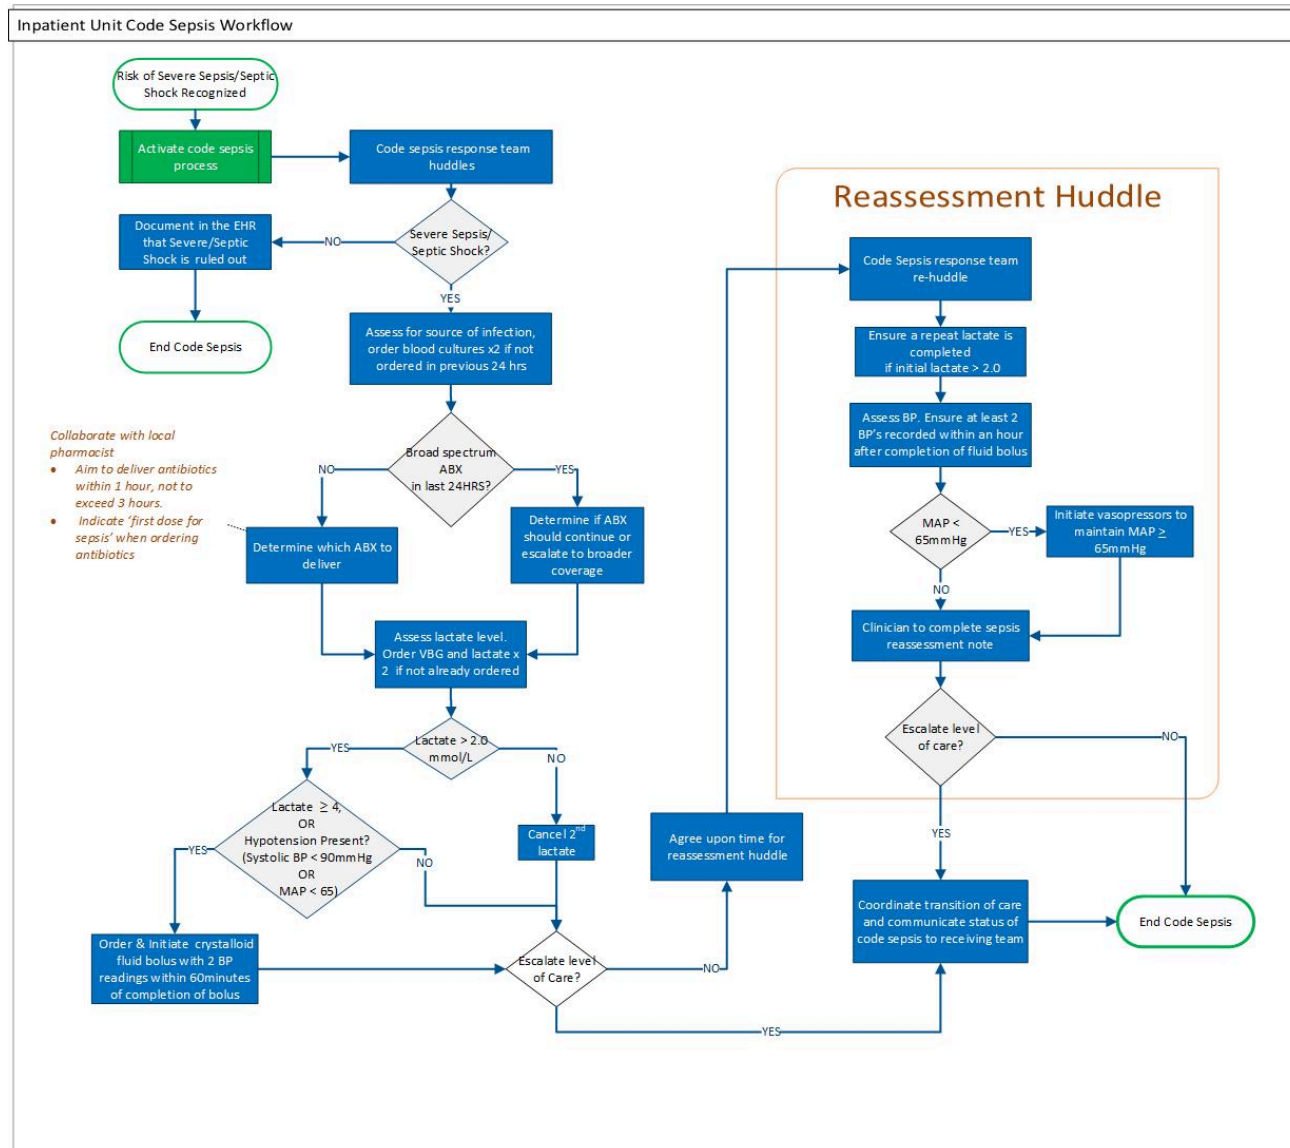 Inpatient Unit Code Sepsis Workflow
Risk of Severe Sepsis/Septic
Shock Recognized
Activate code sepsis
process
Code sepsis response team
huddles
Severe Sepsis/
Septic Shock?
NO
Document in the EHR
that Severe/Septic
Shock is ruled out
End Code Sepsis
YES
Assess for source of infection,
order blood cultures x2 if not
ordered in previous 24 hrs
Broad spectrum
ABX
in last 24HRS?
NO
YES
Collaborate with local
pharmacist
• Aim to deliver antibiotics
within 1 hour, not to
exceed 3 hours.
• Indicate ‘first dose for
sepsis’ when ordering
antibiotics
Determine which ABX to
deliver
Determine if ABX
should continue or
escalate to broader
coverage
Assess lactate level.
Order VBG and lactate x
2 if not already ordered
Lactate > 2.0
mmol/L
YES
NO
Lactate ≥ 4,
OR
Hypotension Present?
(Systolic BP < 90mmHg
OR
MAP < 65)
YES
NO
Cancel 2nd
lactate
Order & Initiate crystalloid
fluid bolus with 2 BP
readings within 60minutes
of completion of bolus
Escalate level
of Care?
NO
YES
Agree upon time for
reassessment huddle
Reassessment Huddle
Code Sepsis response team
re-huddle
Ensure a repeat lactate is
completed
if initial lactate > 2.0
Assess BP. Ensure at least 2
BP's recorded within an hour
after completion of fluid bolus
MAP <
65mmHg
YES
Initiate vasopressors to
maintain MAP ≥
65mmHg
NO
Clinician to complete sepsis
reassessment note
Escalate level
of care?
NO
YES
Coordinate transition of care
and communicate status of
code sepsis to receiving team
End Code Sepsis